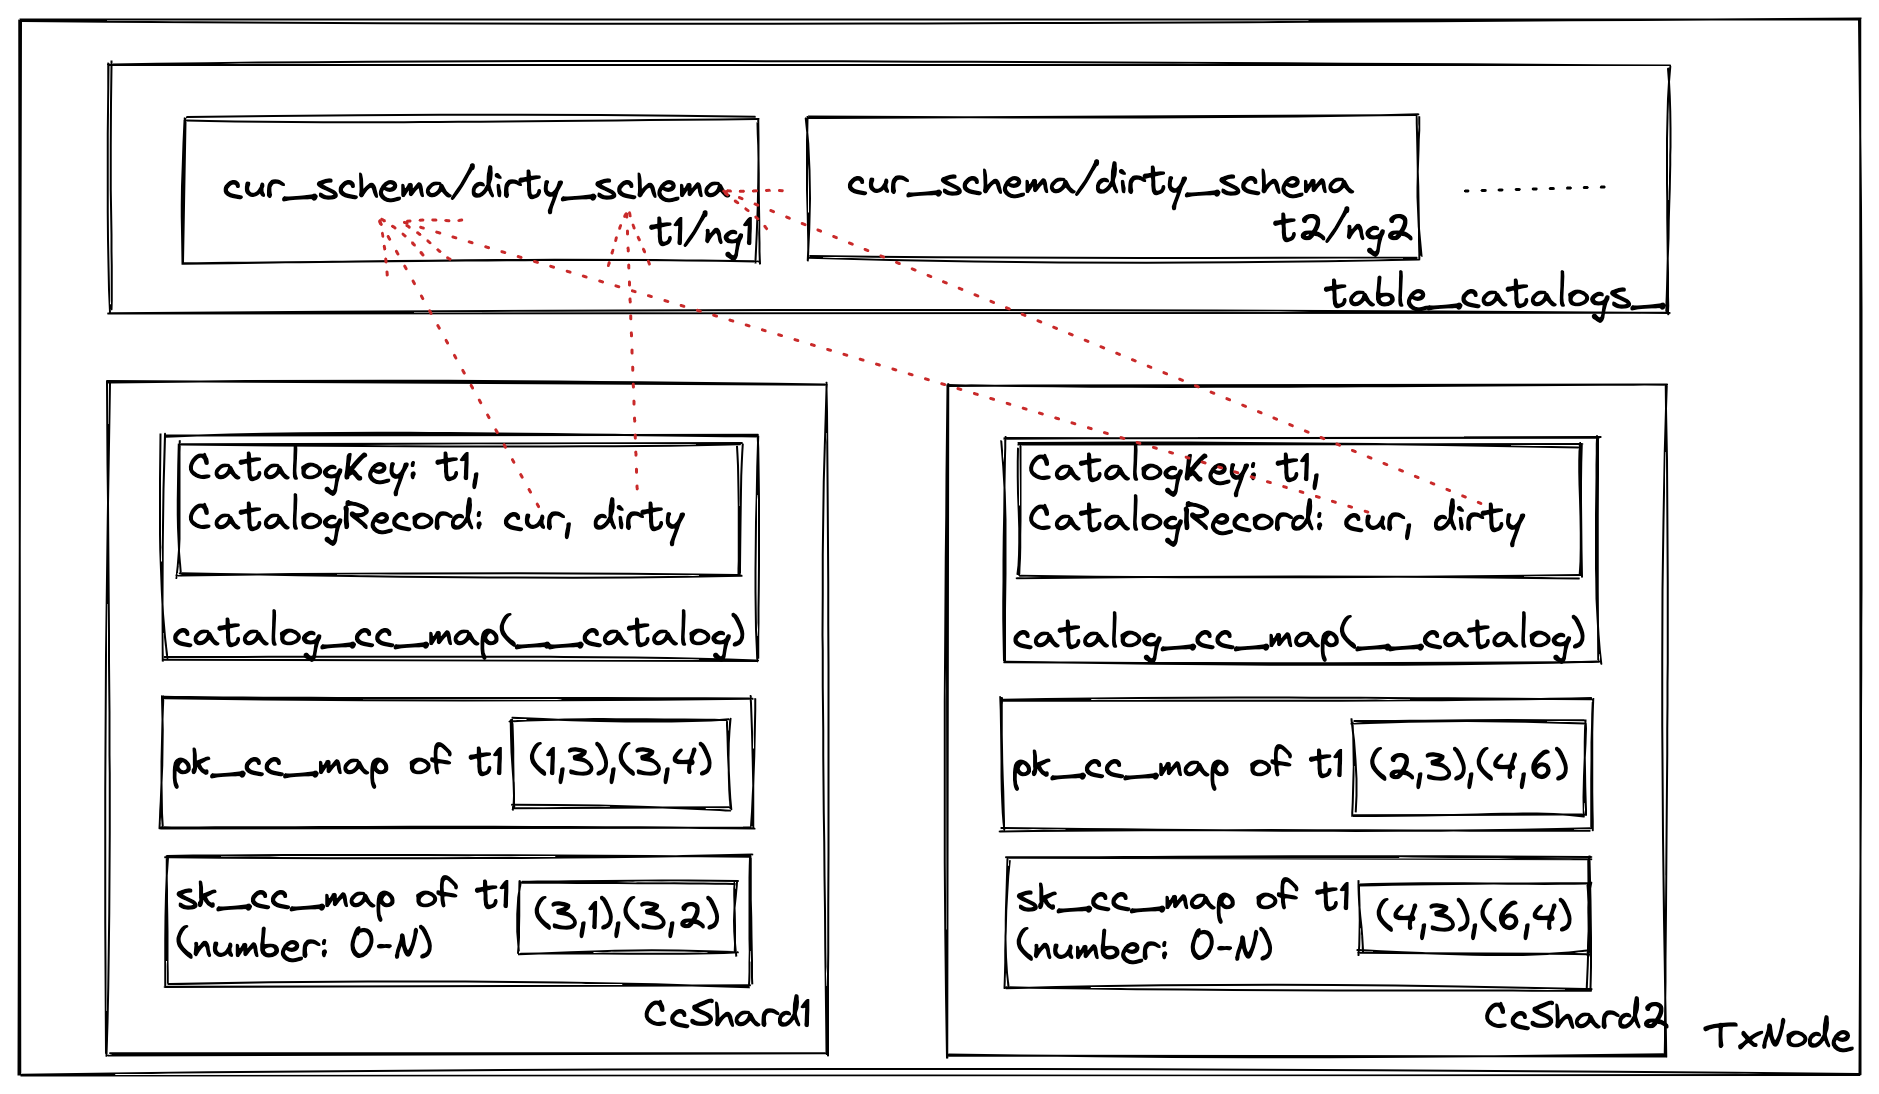 cur_schema/dirty_schema
t1/ng1
cur_schema/dirty_schema
t2/ng2
.........
table_catalogs_
CatalogKey: t1,
CatalogRecord: cur, dirty
catalog_cc_map(__catalog)
pk_cc_map of t1
(1,3),(3,4)
sk_cc_map of t1
(number: 0-N)
(3,1),(3,2)
CcShard1
CatalogKey: t1,
CatalogRecord: cur, dirty
catalog_cc_map(__catalog)
pk_cc_map of t1
(2,3),(4,6)
sk_cc_map of t1
(number: 0-N)
(4,3),(6,4)
CcShard2
TxNode